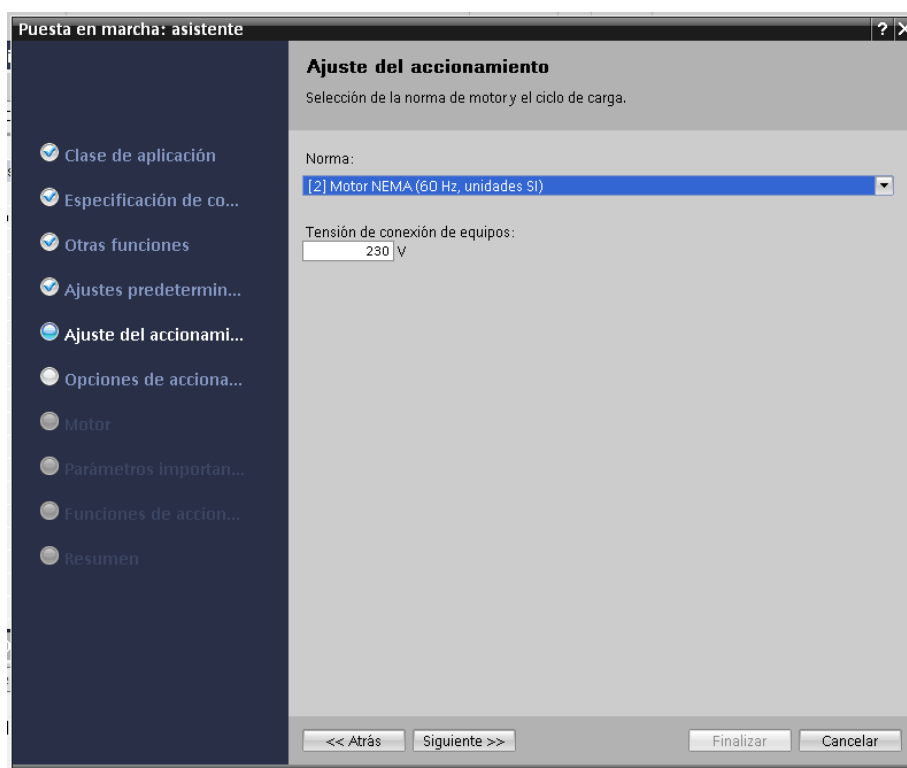 Puesta en marcha: asistente
? X
Ajuste del accionamiento
Selección de la norma de motor y el ciclo de carga.
Clase de aplicación
Especificación de co...
Otras funciones
Ajustes predetermin...
Ajuste del accionami...
Opciones de acciona...
Motor
Parámetros importan...
Funciones de accion...
Resumen
Norma:
[2] Motor NEMA (60 Hz, unidades SI)
Tensión de conexión de equipos:
230 V
<< Atrás
Siguiente >>
Finalizar
Cancelar